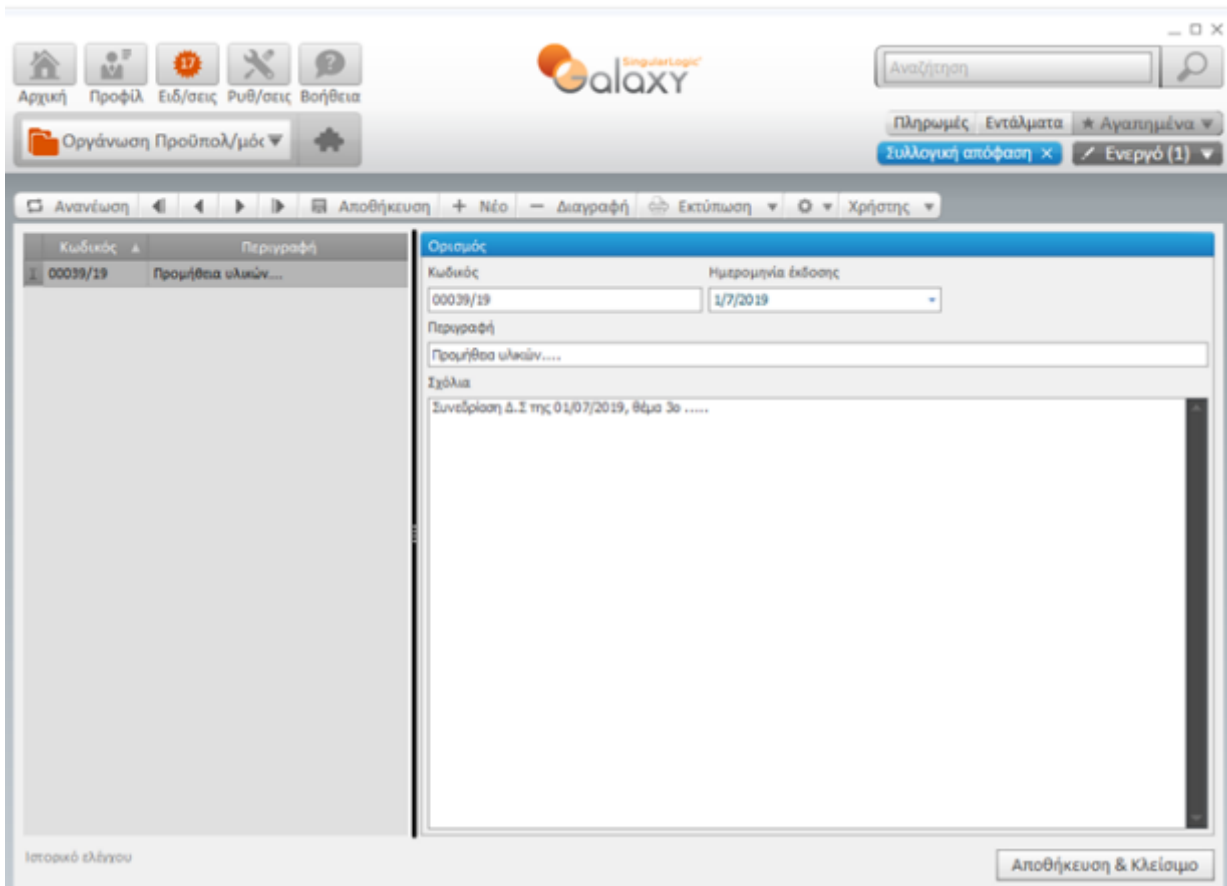 SingularLogic
Galaxy
17
Αναζήτηση
Αρχική Προφίλ Ειδ/σεις Ρυθ/σεις Βοήθεια
Πληρωμές Εντάλματα Αγαπημένα
Οργάνωση Προϋπολ/μός
Συλλογική απόφαση × Ενεργό (1)
Ανανέωση Αποθήκευση + Νέο — Διαγραφή Εκτύπωση Χρήστης
Κωδικός Περιγραφή
00039/19 Προμήθεια υλικών....
Ορισμός
Κωδικός Ημερομηνία έκδοσης
00039/19 1/7/2019
Περιγραφή
Προμήθεια υλικών....
Σχόλια
Συνεδρίαση Δ.Σ της 01/07/2019, θέμα 3ο .....
Ιστορικό ελέγχου
Αποθήκευση & Κλείσιμο